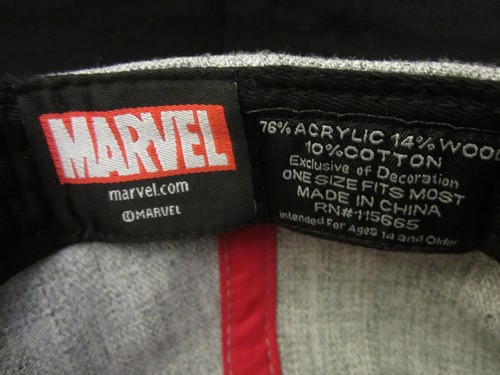 MARVEL
marvel.com
©MARVEL
76% ACRYLIC 14% WOOL
10% COTTON
Exclusive of Decoration
ONE SIZE FITS MOST
MADE IN CHINA
RN#-115665
Intended For Ages 14 and Older